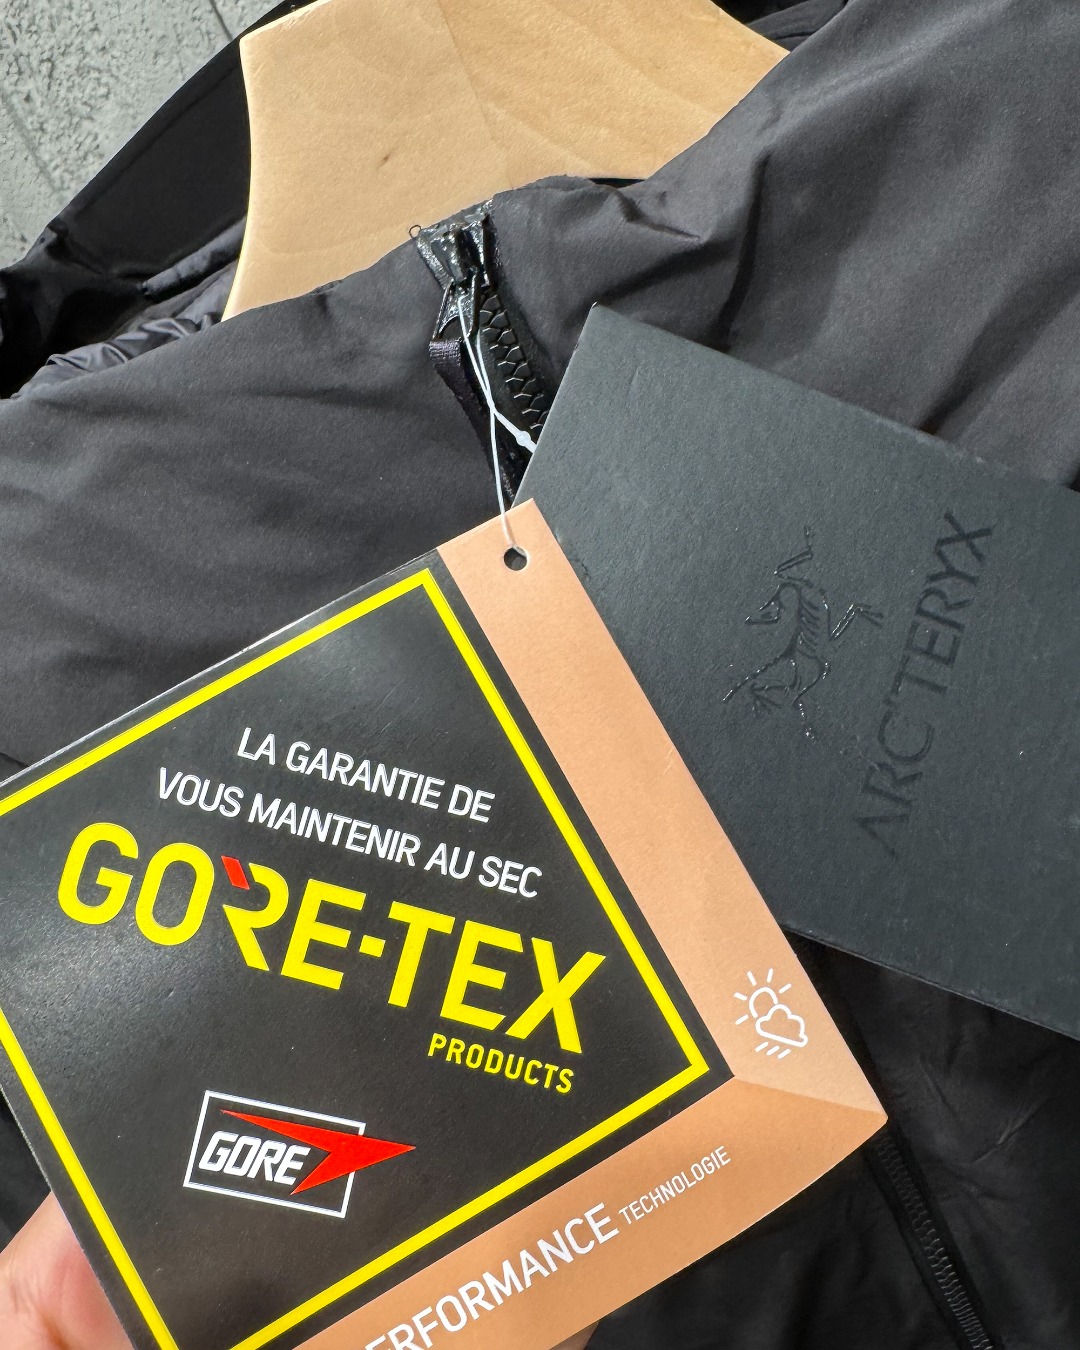 LA GARANTIE DE
VOUS MAINTENIR AU SEC
GORE-TEX
PRODUCTS
GORE
ERFORMANCE TECHNOLOGIE
ARC'TERYX